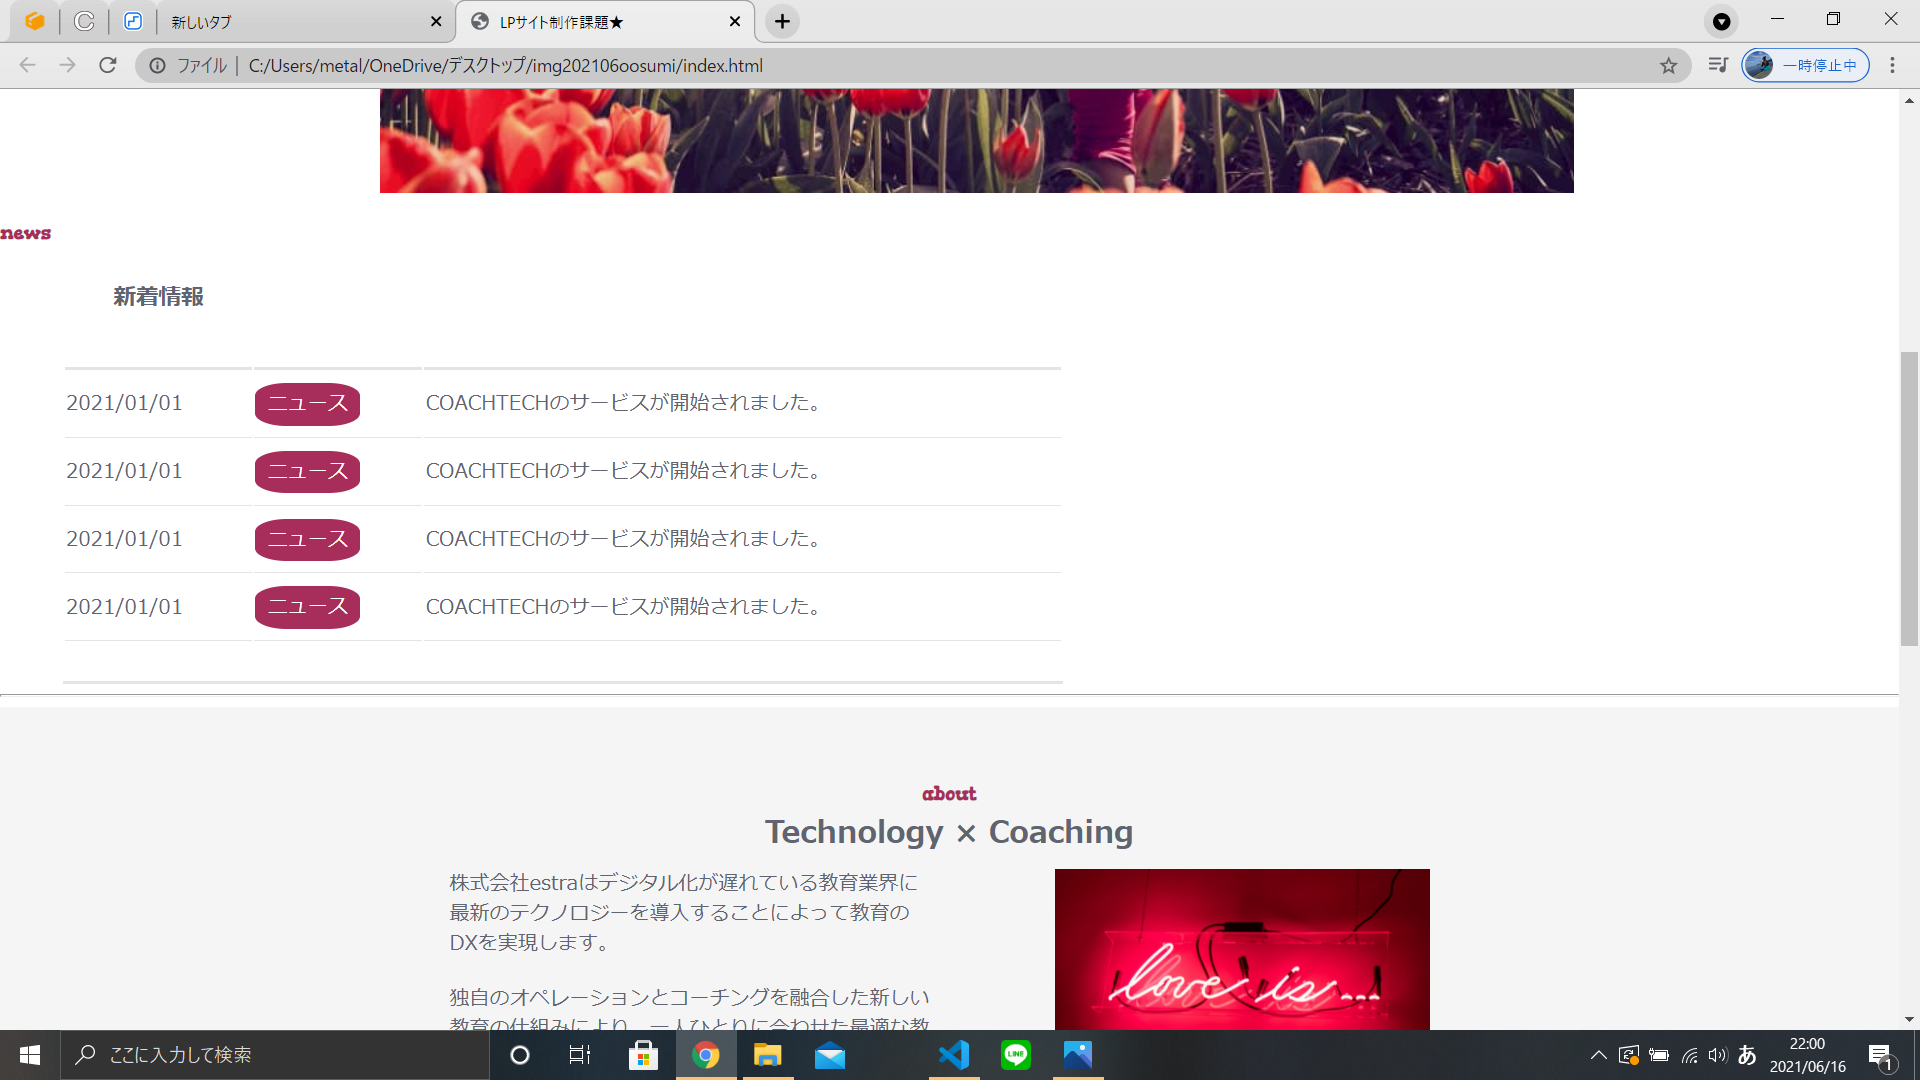 新しいタブ
LPサイト制作課題★
ファイル | C:/Users/metal/OneDrive/デスクトップ/img202106oosumi/index.html
一時停止中
news
新着情報
2021/01/01 ニュース COACHTECHのサービスが開始されました。
2021/01/01 ニュース COACHTECHのサービスが開始されました。
2021/01/01 ニュース COACHTECHのサービスが開始されました。
2021/01/01 ニュース COACHTECHのサービスが開始されました。
about
Technology × Coaching
株式会社estraはデジタル化が遅れている教育業界に
最新のテクノロジーを導入することによって教育の
DXを実現します。
love is...
独自のオペレーションとコーチングを融合した新しい
教育の仕組みにより、一人ひとりに合わせた最適な教
ここに入力して検索
LINE
あ
22:00
2021/06/16
1